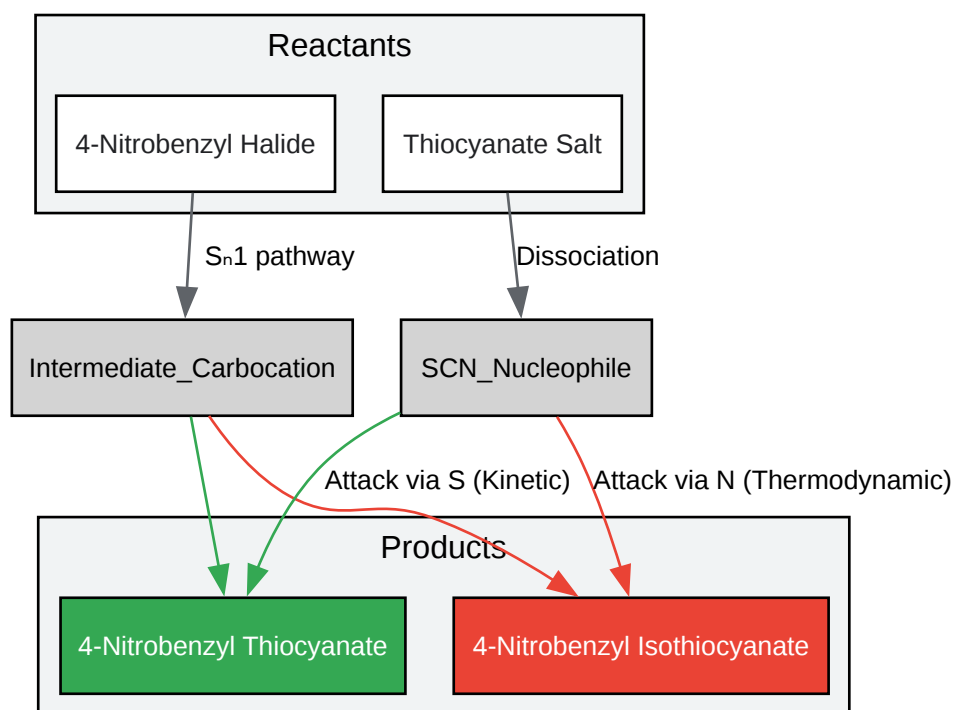 Reactants
4-Nitrobenzyl Halide
Thiocyanate Salt
Sₙ1 pathway
Dissociation
Intermediate_Carbocation
SCN_Nucleophile
Attack via S (Kinetic)
Attack via N (Thermodynamic)
Products
4-Nitrobenzyl Thiocyanate
4-Nitrobenzyl Isothiocyanate